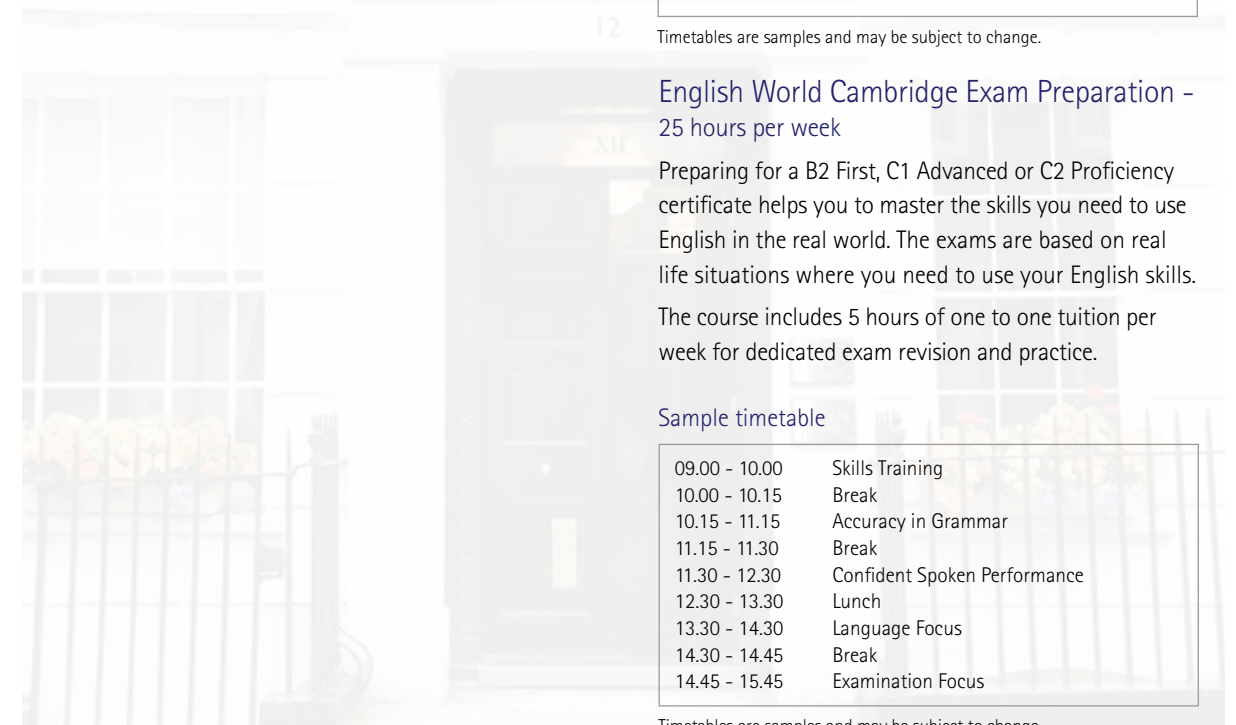 12
XII
Timetables are samples and may be subject to change.
English World Cambridge Exam Preparation -
25 hours per week
Preparing for a B2 First, C1 Advanced or C2 Proficiency
certificate helps you to master the skills you need to use
English in the real world. The exams are based on real
life situations where you need to use your English skills.
The course includes 5 hours of one to one tuition per
week for dedicated exam revision and practice.
Sample timetable
09.00 - 10.00 Skills Training
10.00 - 10.15 Break
10.15 - 11.15 Accuracy in Grammar
11.15 - 11.30 Break
11.30 - 12.30 Confident Spoken Performance
12.30 - 13.30 Lunch
13.30 - 14.30 Language Focus
14.30 - 14.45 Break
14.45 - 15.45 Examination Focus
Timetables are samples and may be subject to change.